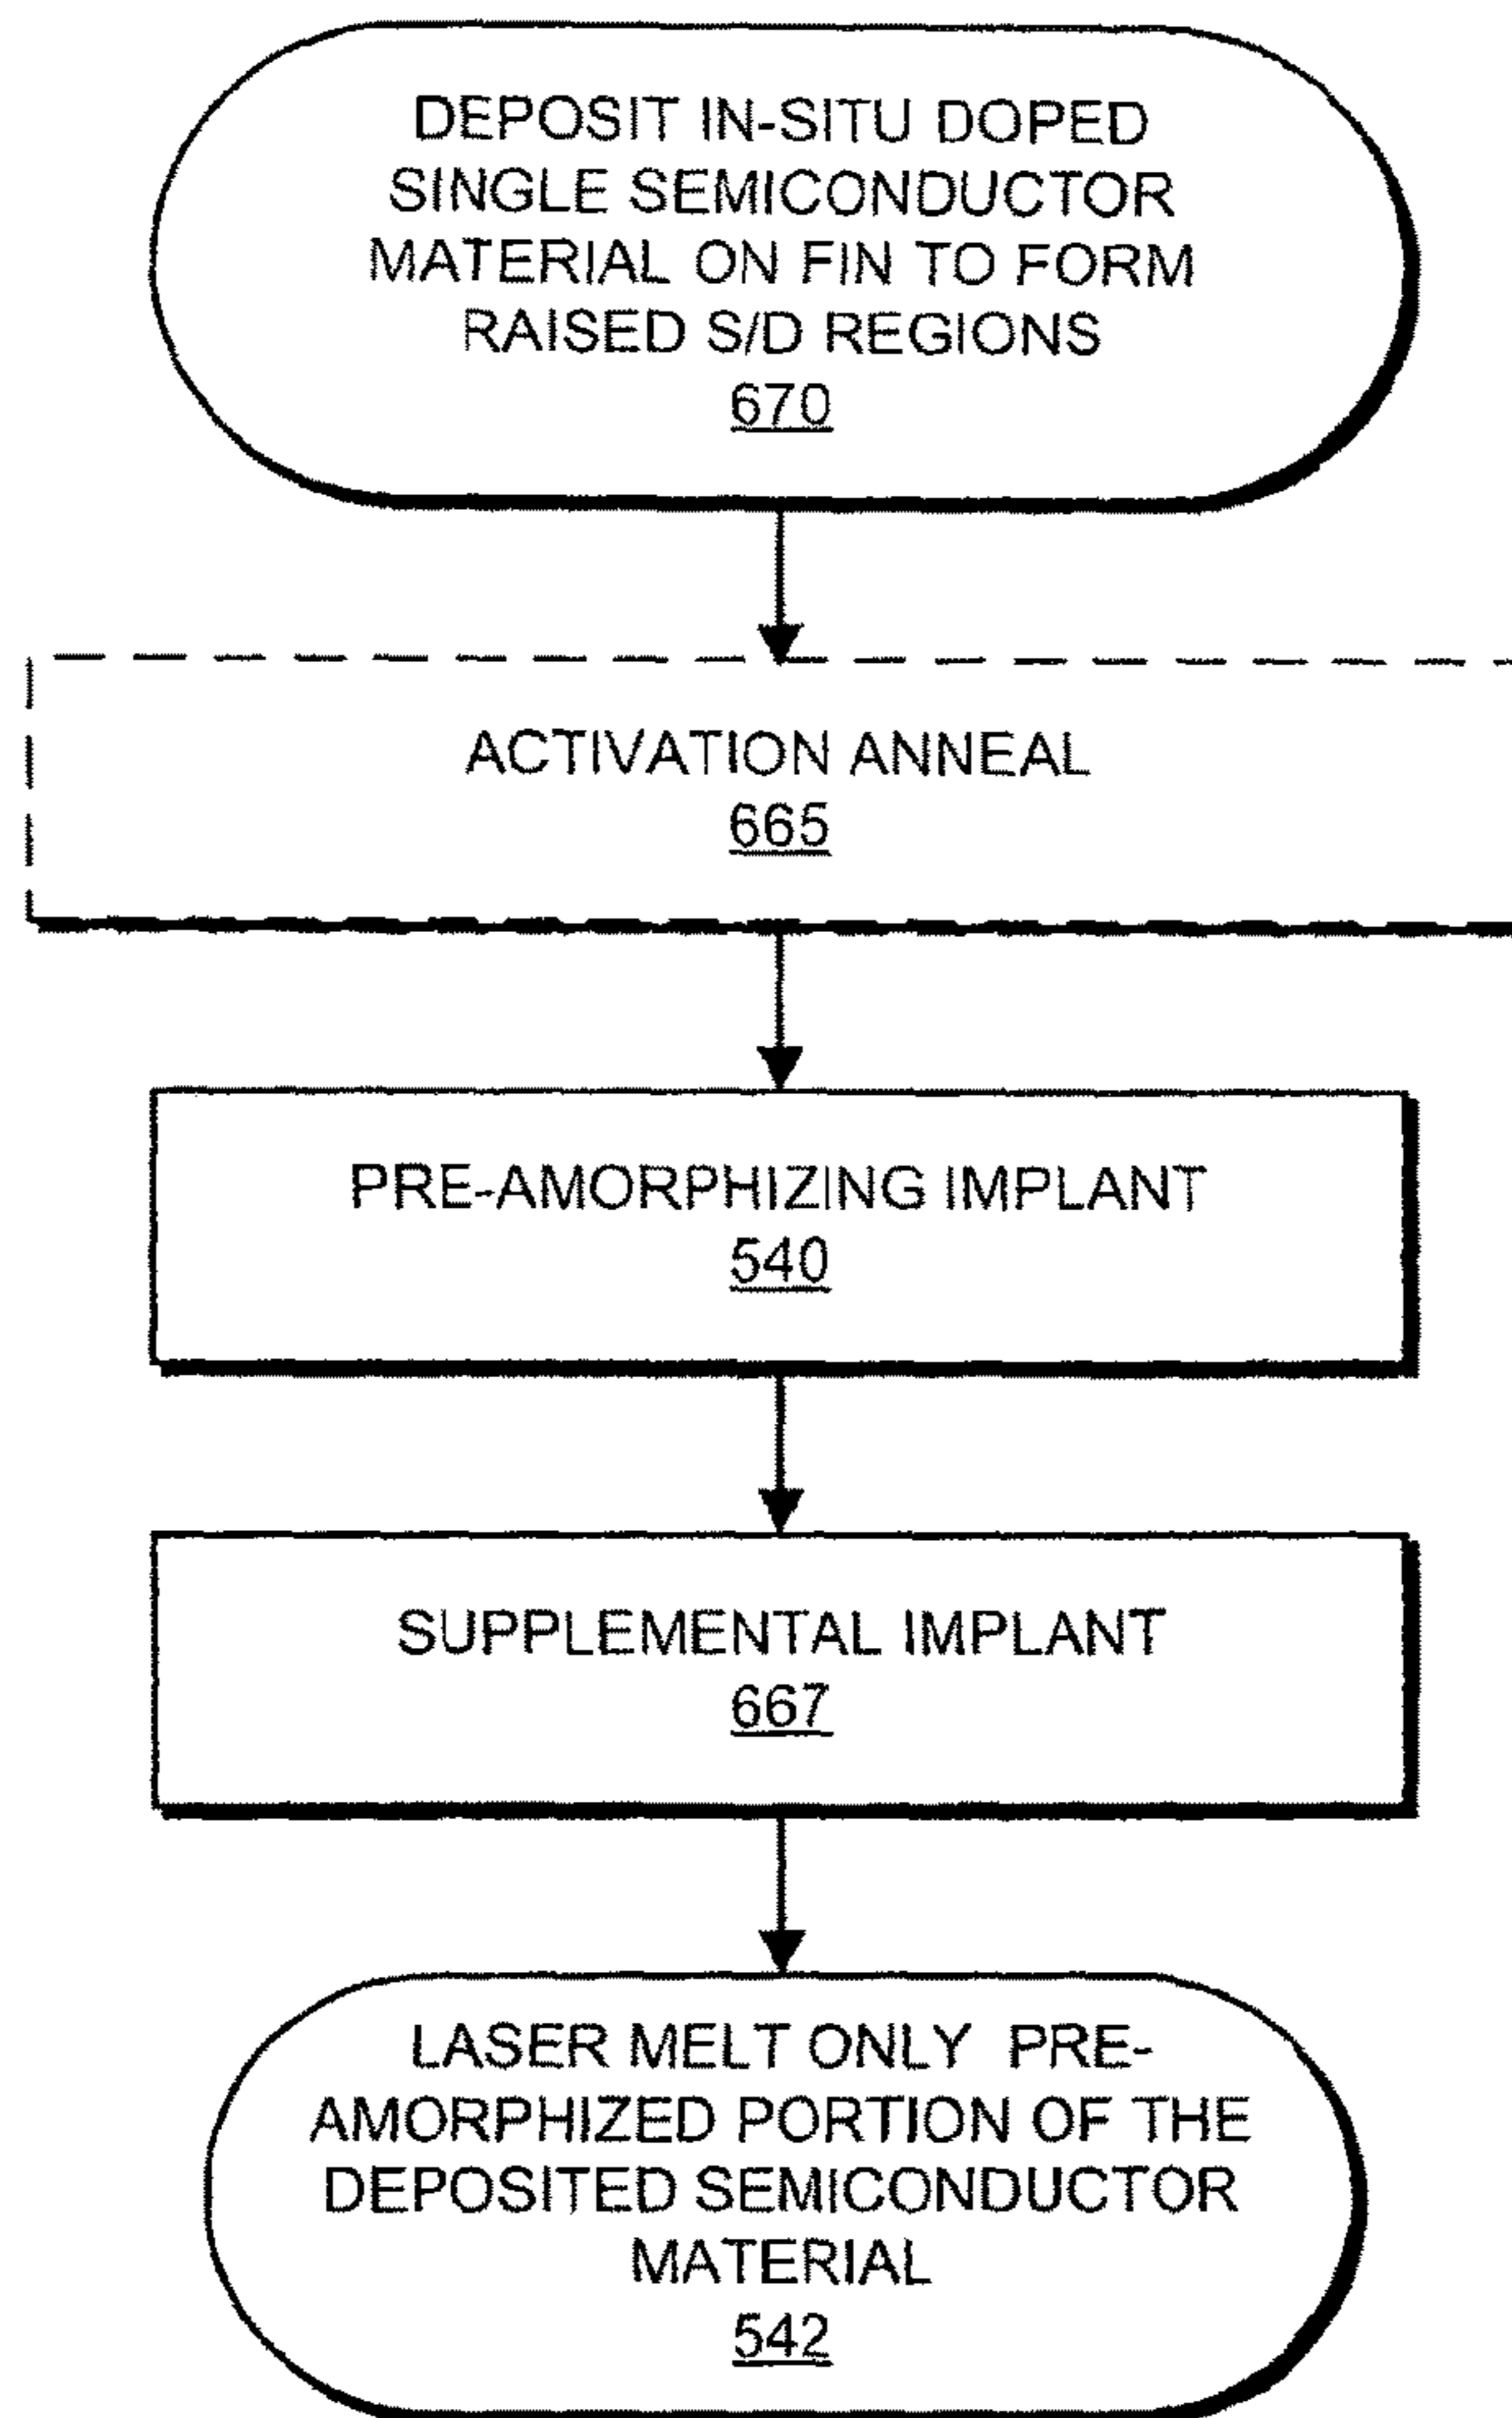 DEPOSIT IN-SITU DOPED
SINGLE SEMICONDUCTOR
MATERIAL ON FIN TO FORM
RAISED S/D REGIONS
670
ACTIVATION ANNEAL
665
PRE-AMORPHIZING IMPLANT
540
SUPPLEMENTAL IMPLANT
667
LASER MELT ONLY PRE-
AMORPHIZED PORTION OF THE
DEPOSITED SEMICONDUCTOR
MATERIAL
542